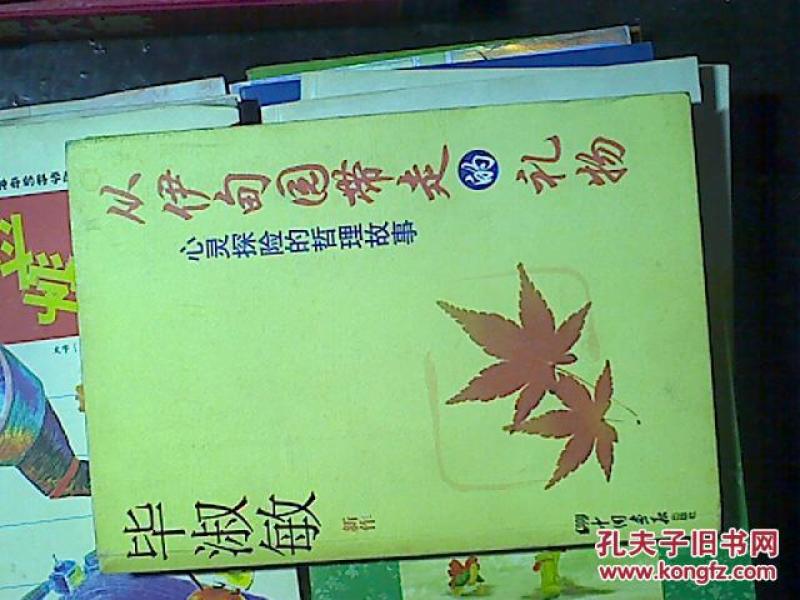 从伊甸园带走的礼物
心灵探险的哲理故事
毕淑敏
新作
孔夫子旧书网
www.kongfz.com